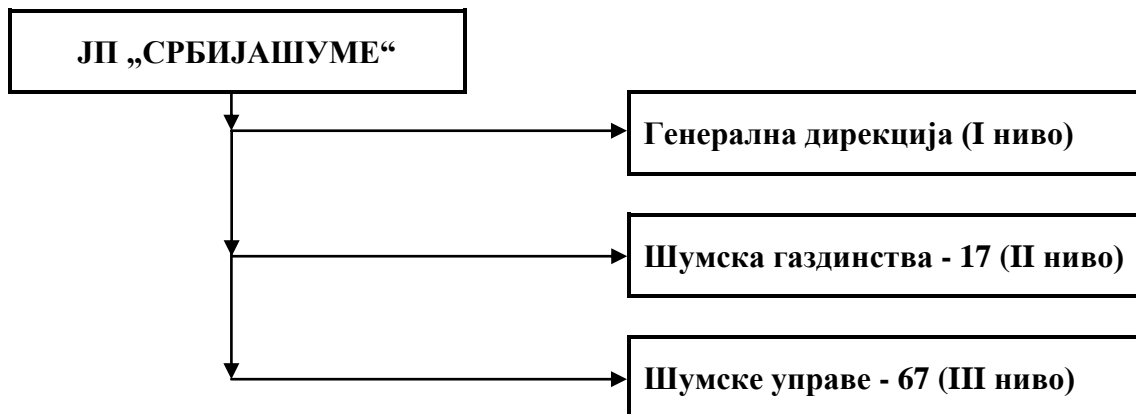 ЈП „СРБИЈАШУМЕ“
Генерална дирекција (I ниво)
Шумска газдинства - 17 (II ниво)
Шумске управе - 67 (III ниво)